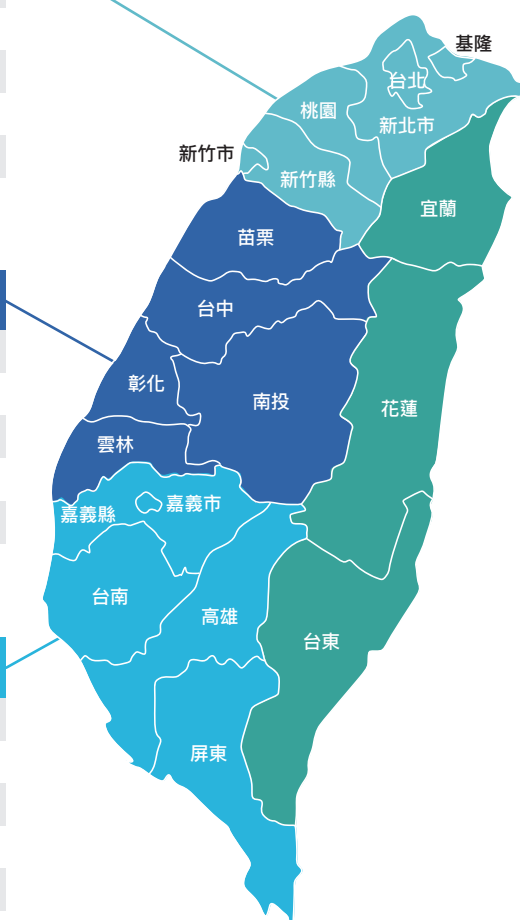 基隆
台北
桃園
新北市
新竹市
新竹縣
宜蘭
苗栗
台中
彰化
南投
花蓮
雲林
嘉義縣
嘉義市
台南
高雄
台東
屏東